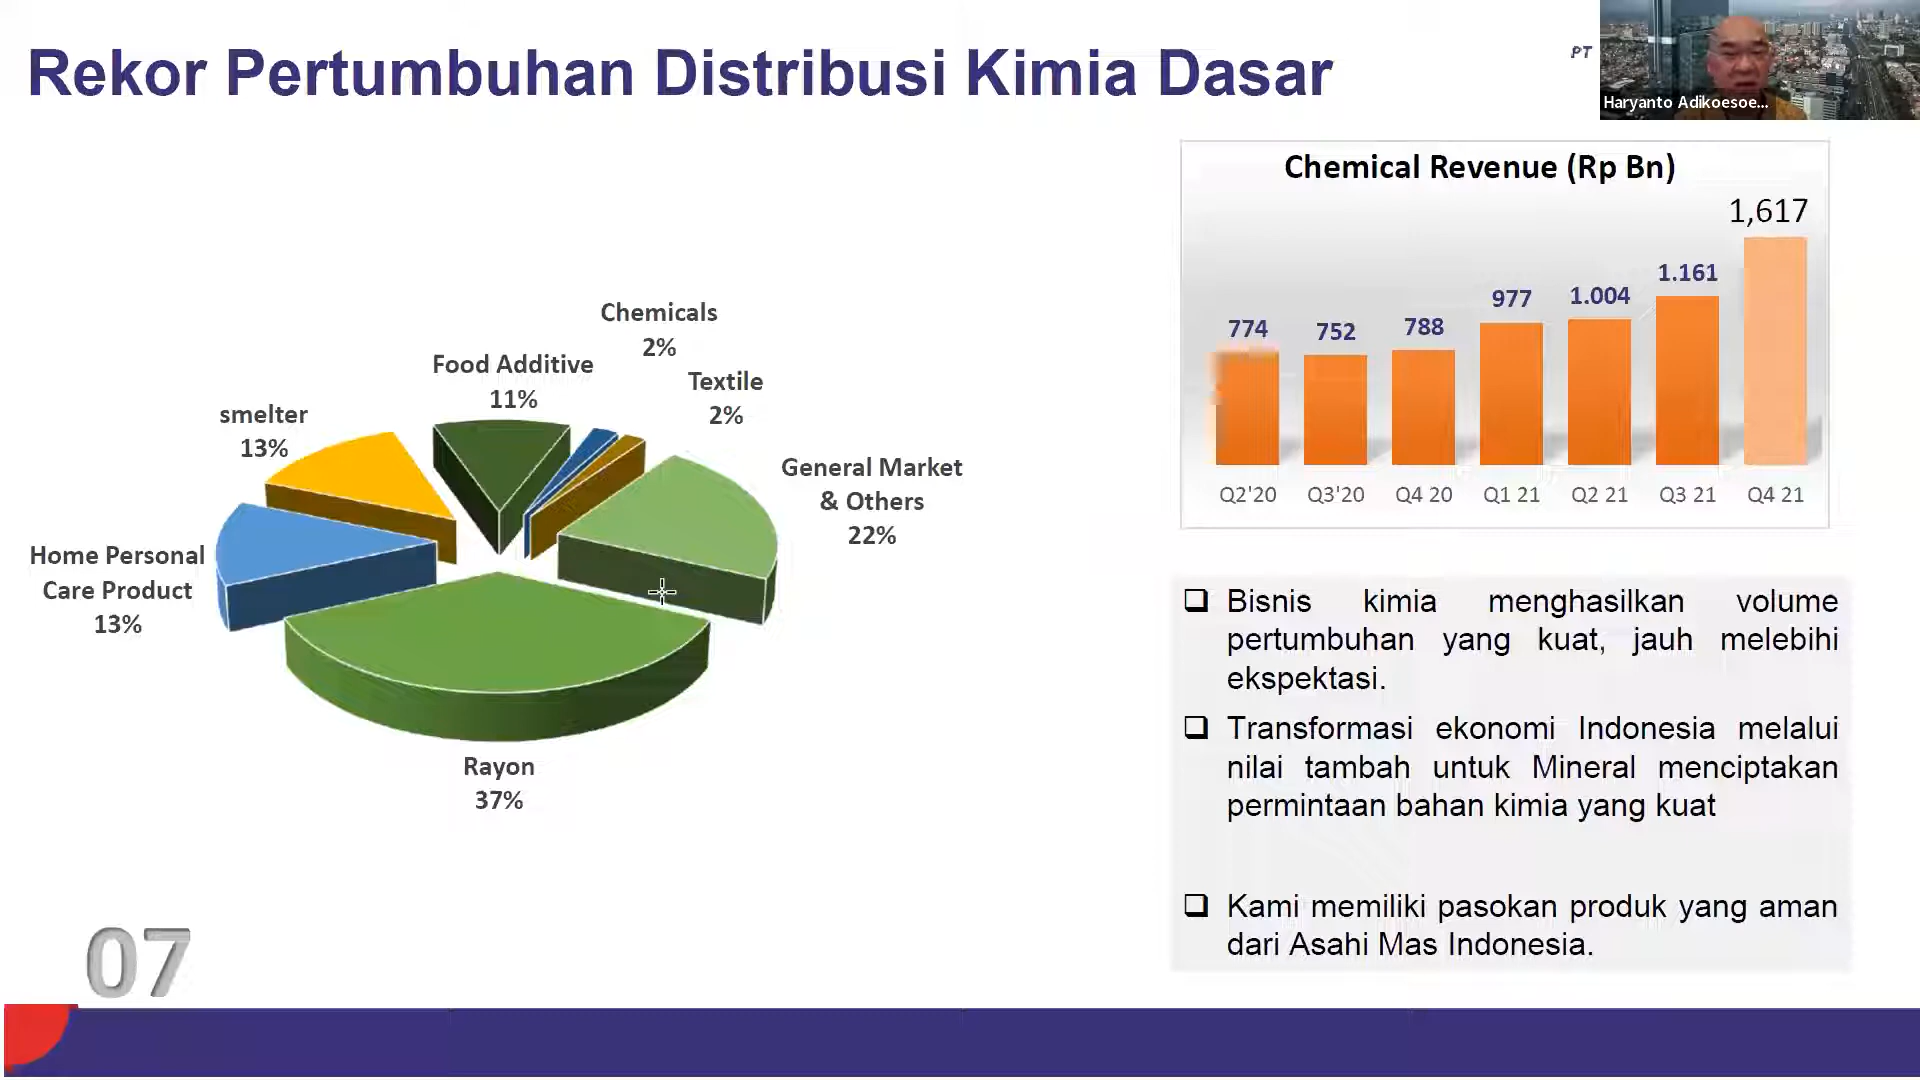 Rekor Pertumbuhan Distribusi Kimia Dasar
PT
Haryanto Adikoesoe...
Chemicals
2%
Food Additive
11%
Textile
2%
smelter
13%
General Market
& Others
22%
Home Personal
Care Product
13%
Rayon
37%
Chemical Revenue (Rp Bn)
1,617
1.161
1.004
977
788
752
774
Q2'20 Q3'20 Q4 20 Q1 21 Q2 21 Q3 21 Q4 21
Bisnis kimia menghasilkan volume
pertumbuhan yang kuat, jauh melebihi
ekspektasi.
Transformasi ekonomi Indonesia melalui
nilai tambah untuk Mineral menciptakan
permintaan bahan kimia yang kuat
Kami memiliki pasokan produk yang aman
dari Asahi Mas Indonesia.
07